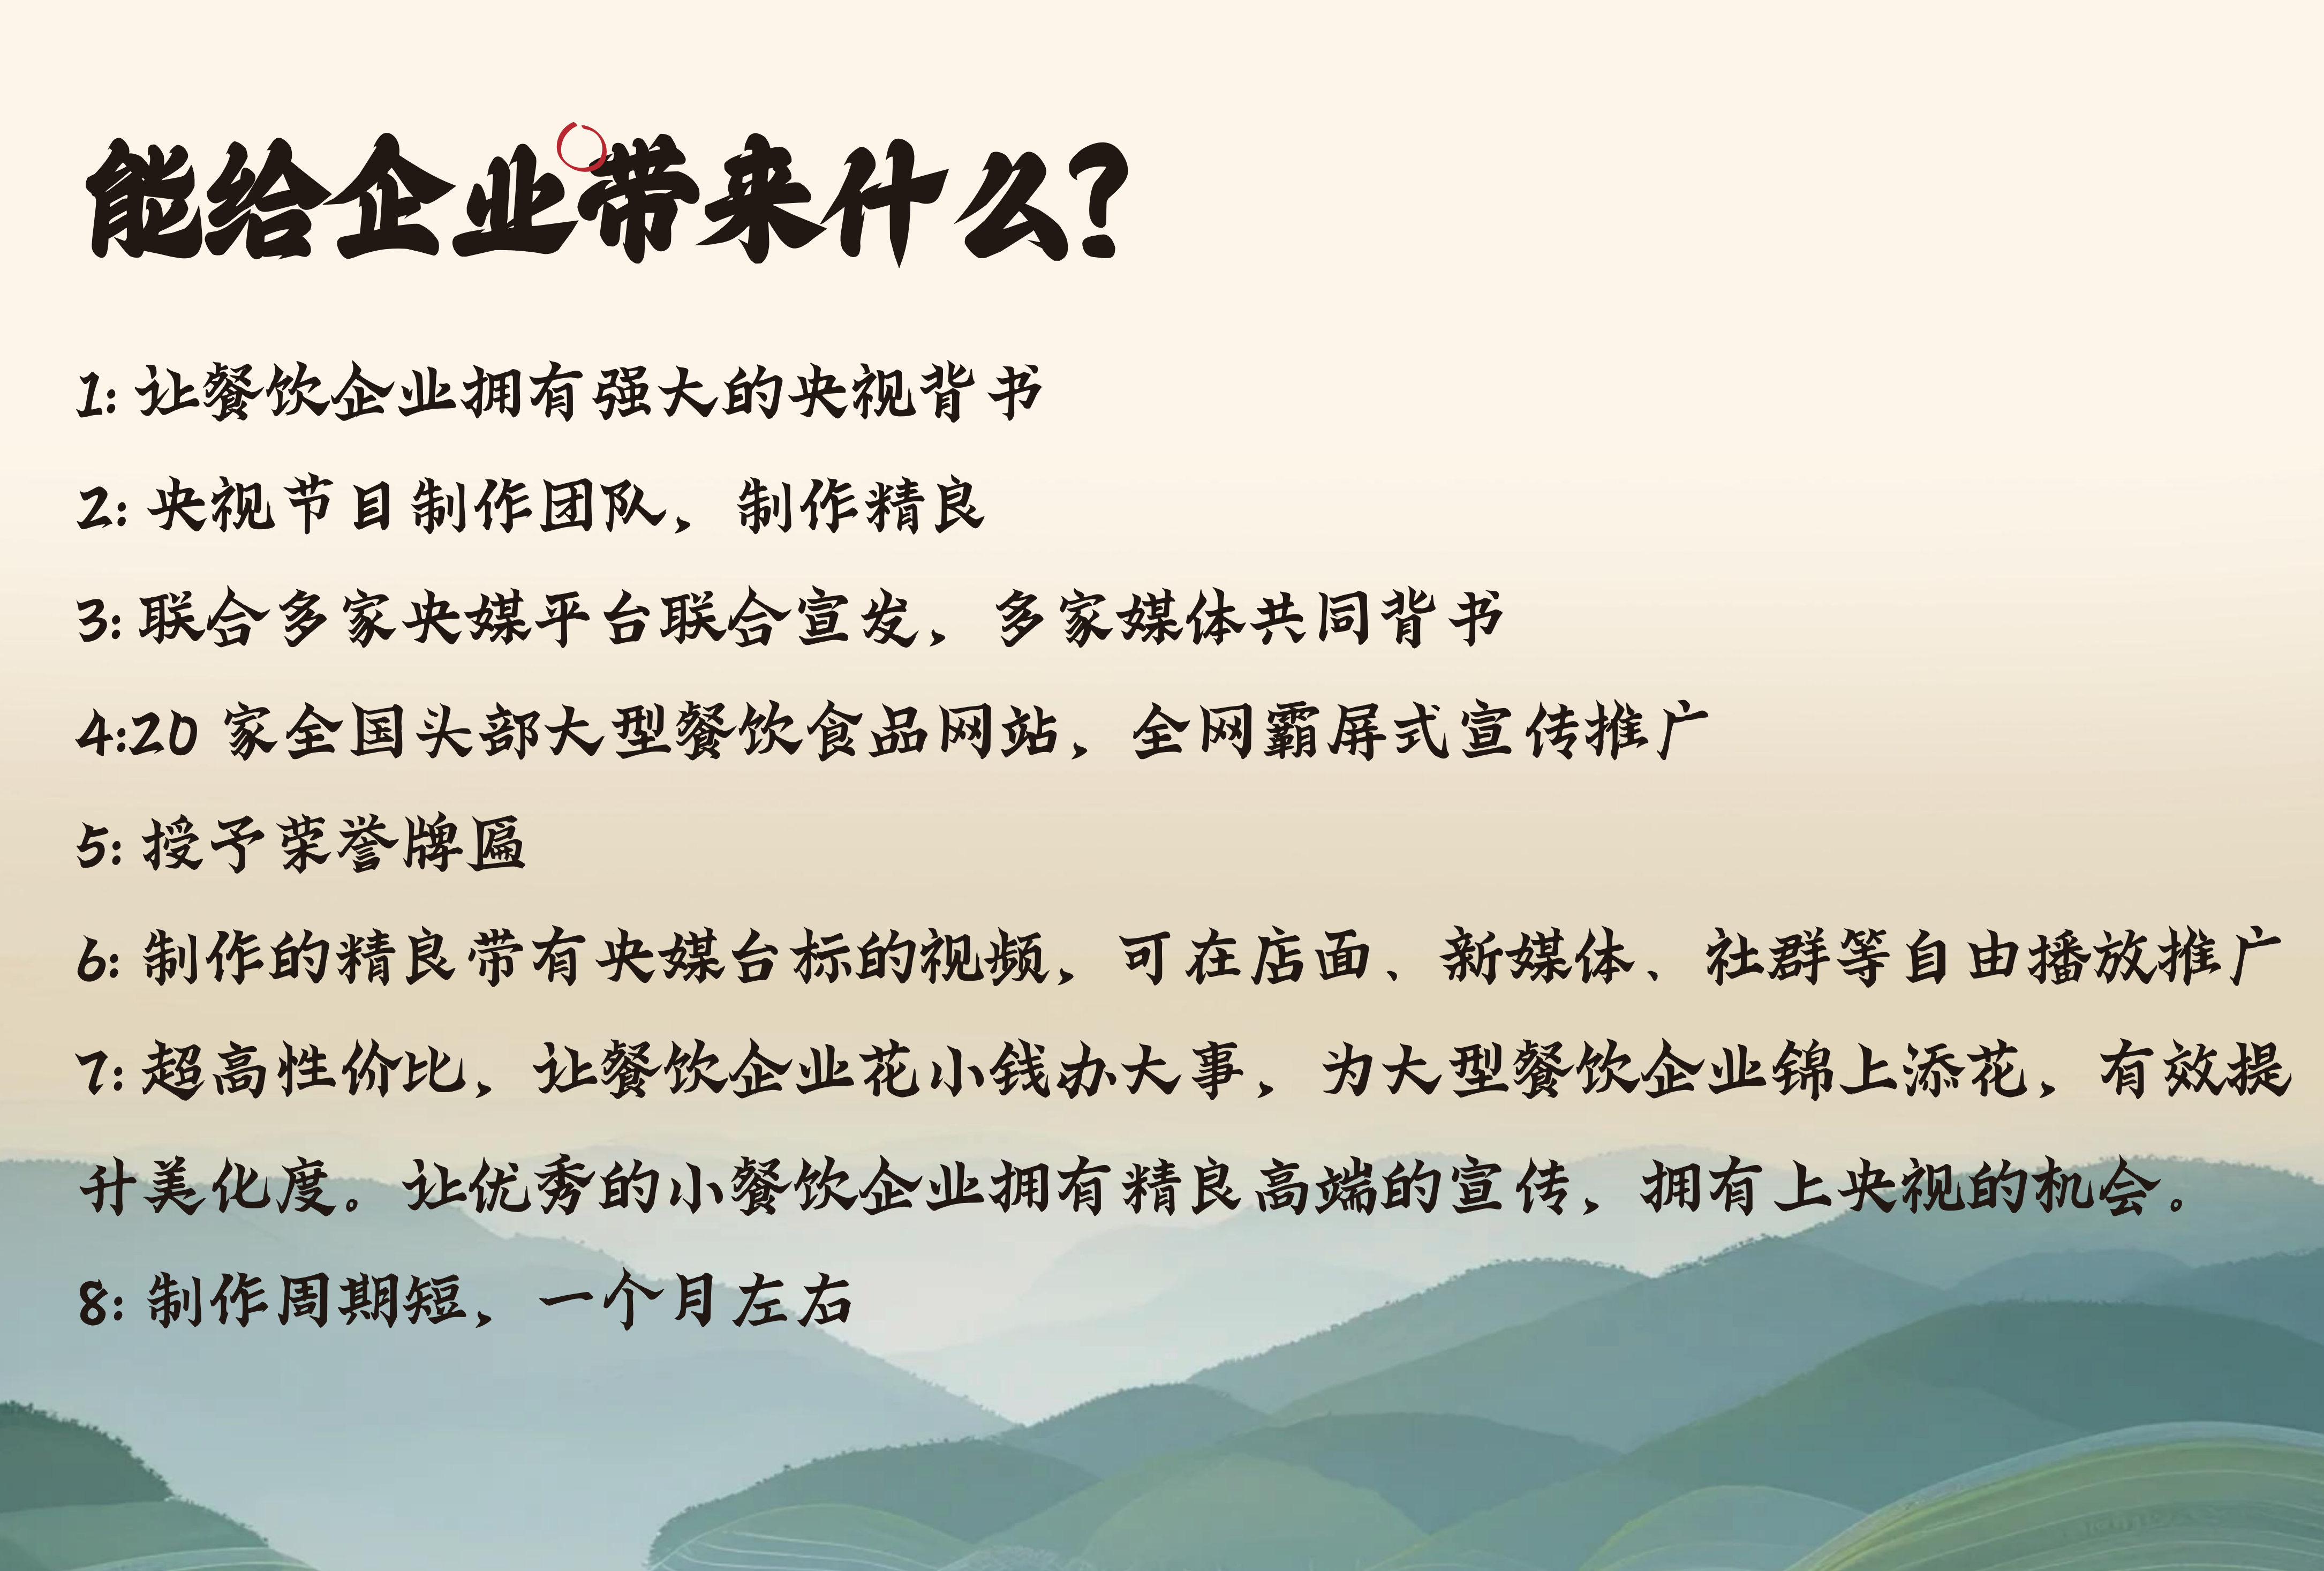 能给企业带来什么?
1: 让餐饮企业拥有强大的央视背书
2: 央视节目制作团队，制作精良
3: 联合多家央媒平台联合宣发，多家媒体共同背书
4:20 家全国头部大型餐饮食品网站，全网霸屏式宣传推广
5: 授予荣誉牌匾
6: 制作的精良带有央媒台标的视频，可在店面、新媒体、社群等自由播放推广
7: 超高性价比，让餐饮企业花小钱办大事，为大型餐饮企业锦上添花，有效提
升美化度。让优秀的小餐饮企业拥有精良高端的宣传，拥有上央视的机会。
8: 制作周期短，一个月左右